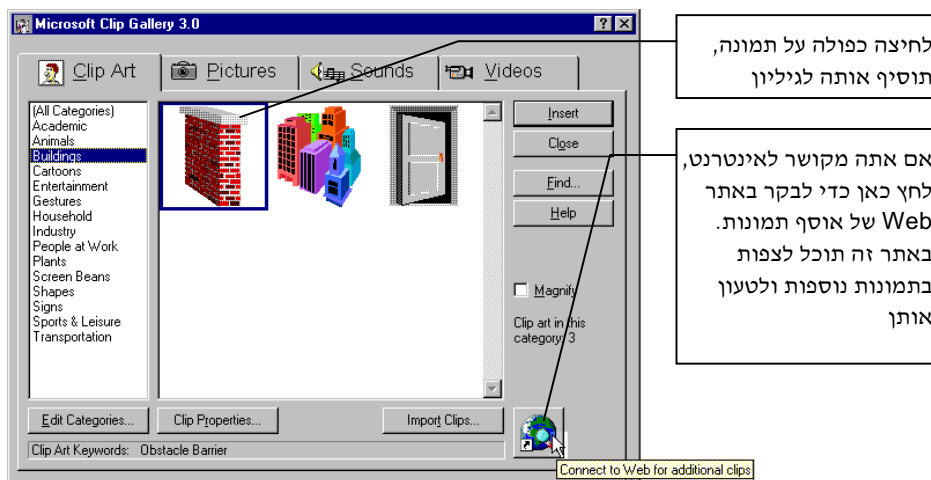 Microsoft Clip Gallery 3.0
Clip Art
Pictures
Sounds
Videos
(All Categories)
Academic
Animals
Buildings
Cartoons
Entertainment
Gestures
Household
Industry
People at Work
Plants
Screen Beans
Shapes
Signs
Sports & Leisure
Transportation
Insert
Close
Find...
Help
Magnify
Clip art in this
category: 3
Edit Categories...
Clip Properties...
Import Clips...
Clip Art Keywords: Obstacle Barrier
Connect to Web for additional clips
לחיצה כפולה על תמונה,
תוסיף אותה לגיליון
אם אתה מקושר לאינטרנט,
לחץ כאן כדי לבקר באתר
Web של אוסף תמונות.
באתר זה תוכל לצפות
בתמונות נוספות ולטעון
אותן